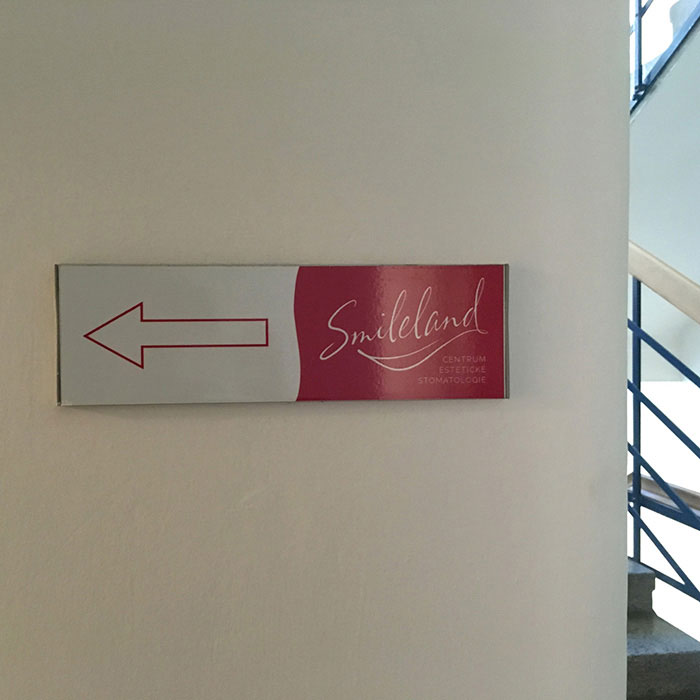 Smileland
CENTRUM
ESTETICKÉ
STOMATOLOGIE